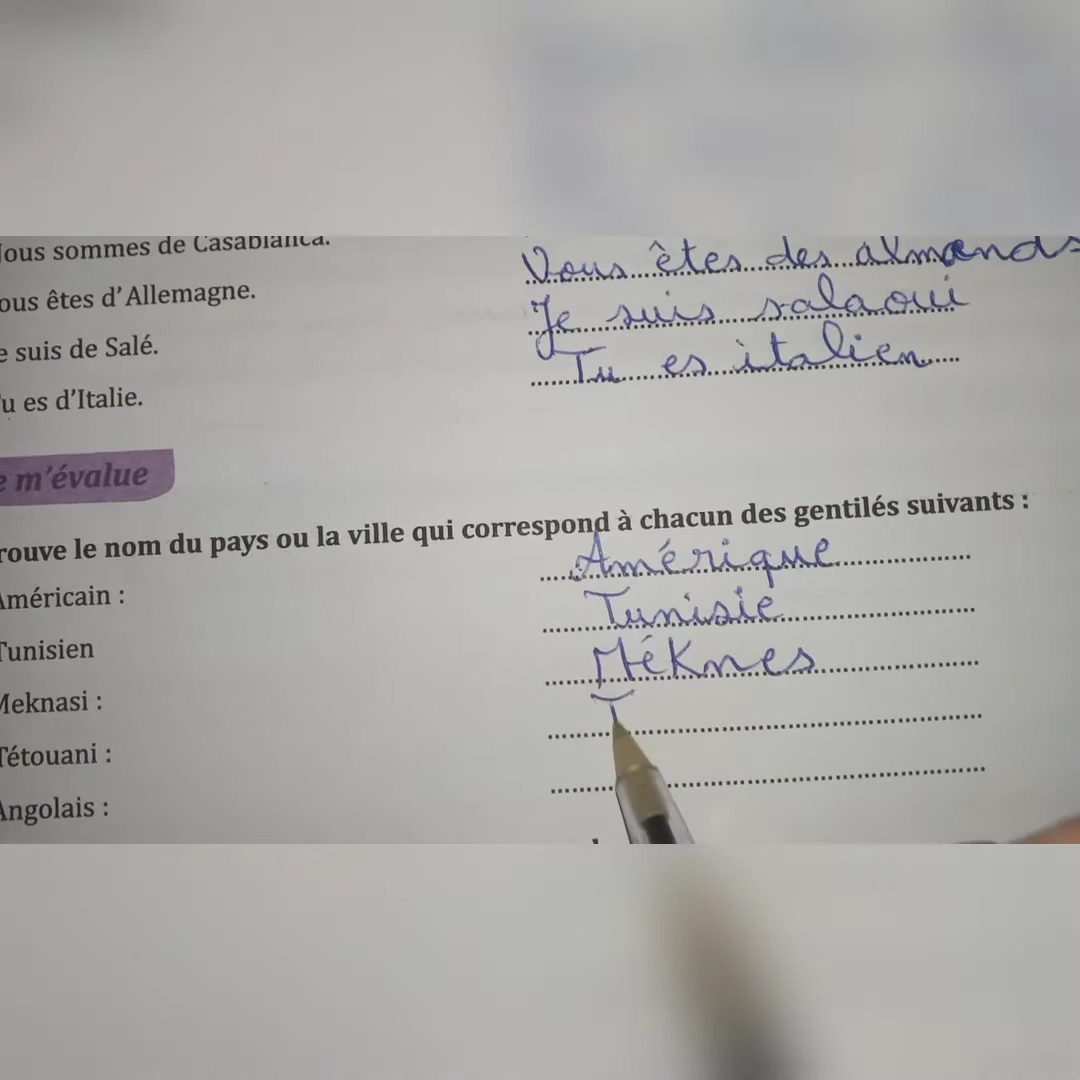 ous sommes de Casablanca.
Vous êtes des almands
ous êtes d'Allemagne.
Je suis salaoui
e suis de Salé.
Tu es italien
u es d'Italie.
e m'évalue
rouve le nom du pays ou la ville qui correspond à chacun des gentilés suivants :
Américain : Amérique
Tunisien Tunisie
Meknasi : Méknes
Tétouani : T
Angolais :